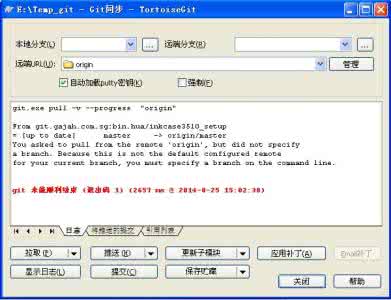 E:\Temp_git - Git同步 - TortoiseGit
本地分支(L) ... 远端分支(R) ...
远端URL(U): origin 管理
自动加载putty密钥(K) 强制(F)
git.exe pull -v --progress "origin"
From git.gajah.com.sg:bin.hua/inkcase3510_setup
= [up to date] master -> origin/master
You asked to pull from the remote 'origin', but did not specify
a branch. Because this is not the default configured remote
for your current branch, you must specify a branch on the command line.
git 未能顺利结束 (退出码 1) (2657 ms @ 2014-8-25 15:02:38)
日志 将推送的提交 引用列表
拉取(P) 推送(H) 更新子模块 应用补丁(A) Email补丁
显示日志(L) 提交(C) 保存贮藏
关闭 帮助